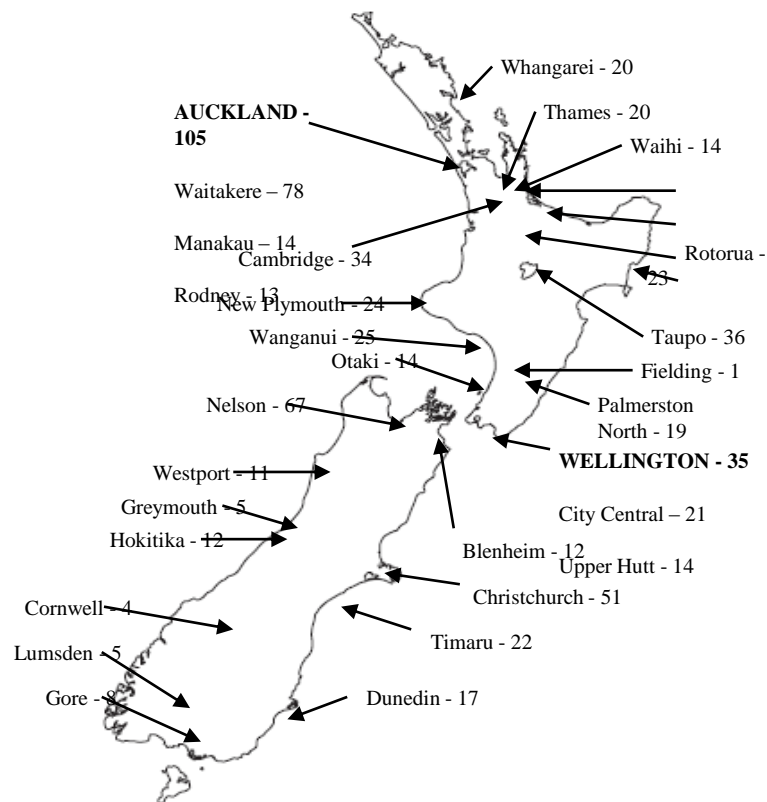 Whangarei - 20
AUCKLAND -
105
Thames - 20
Waihi - 14
Waitakere – 78
Manakau – 14
Cambridge - 34
Rotorua -
23
Rodney - 13
New Plymouth - 24
Wanganui - 25
Taupo - 36
Otaki - 14
Fielding - 1
Nelson - 67
Palmerston
North - 19
WELLINGTON - 35
Westport - 11
Greymouth - 5
City Central – 21
Hokitika - 12
Blenheim - 12
Upper Hutt - 14
Christchurch - 51
Cornwell - 4
Timaru - 22
Lumsden - 5
Gore - 8
Dunedin - 17